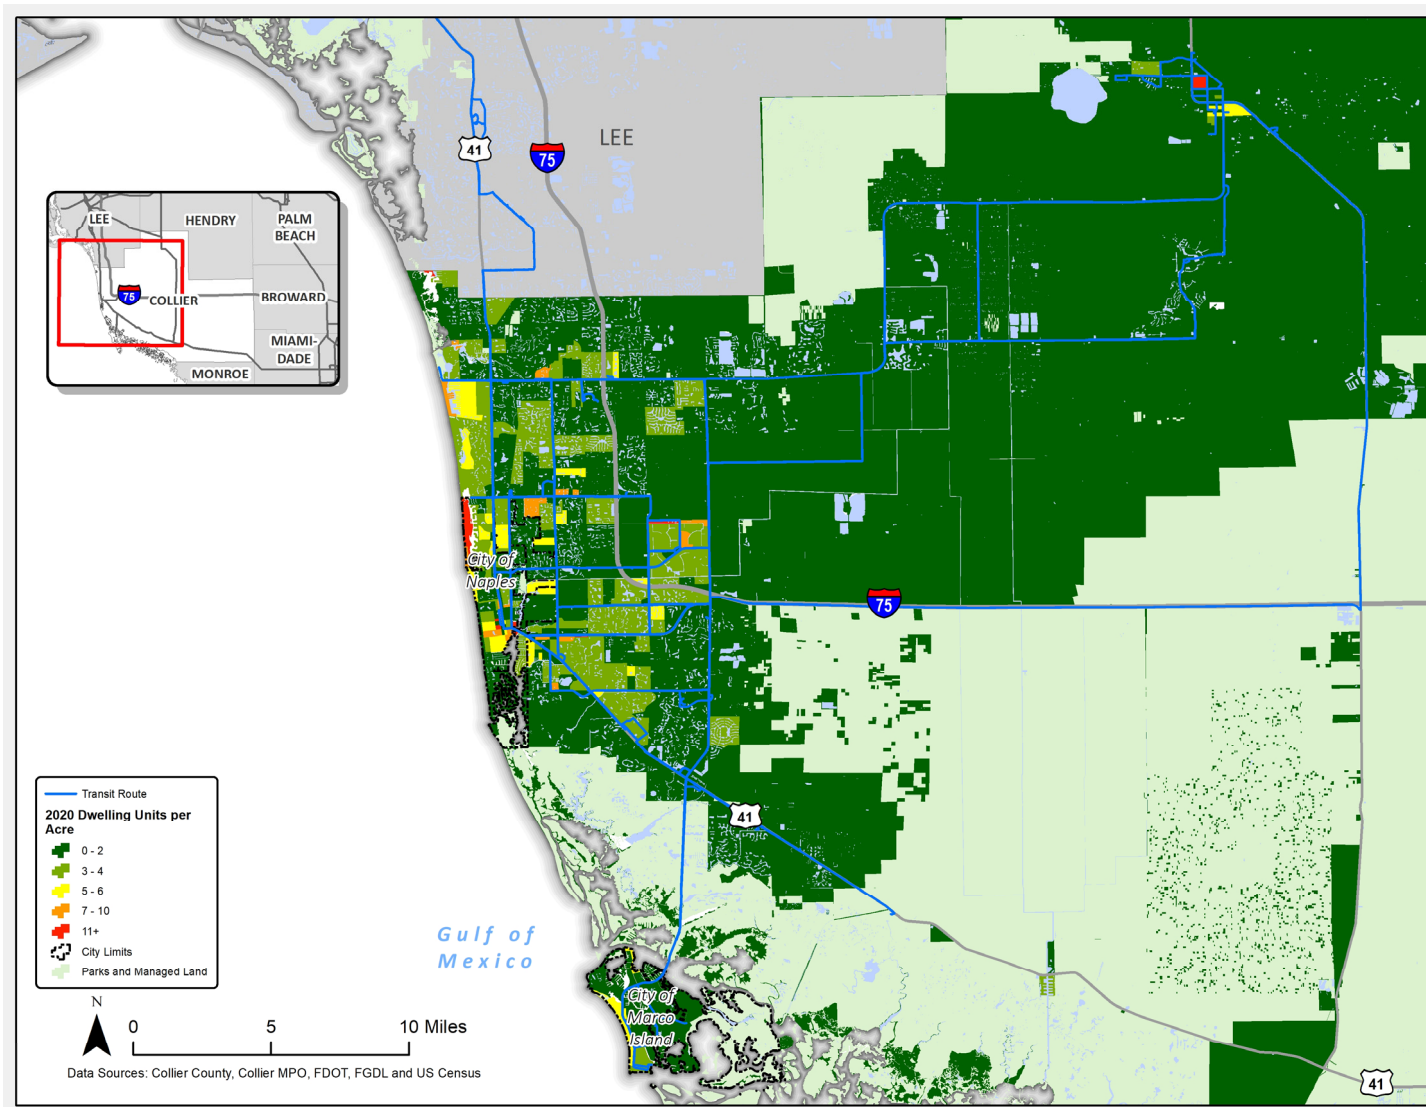 41
75
LEE
LEE
HENDRY
PALM
BEACH
75
COLLIER
BROWARD
MIAMI-
DADE
MONROE
City of
Naples
75
Transit Route
2020 Dwelling Units per
Acre
0 - 2
3 - 4
5 - 6
7 - 10
11+
City Limits
Parks and Managed Land
41
Gulf of
Mexico
City of
Marco
Island
N
0 5 10 Miles
Data Sources: Collier County, Collier MPO, FDOT, FGDL and US Census
41